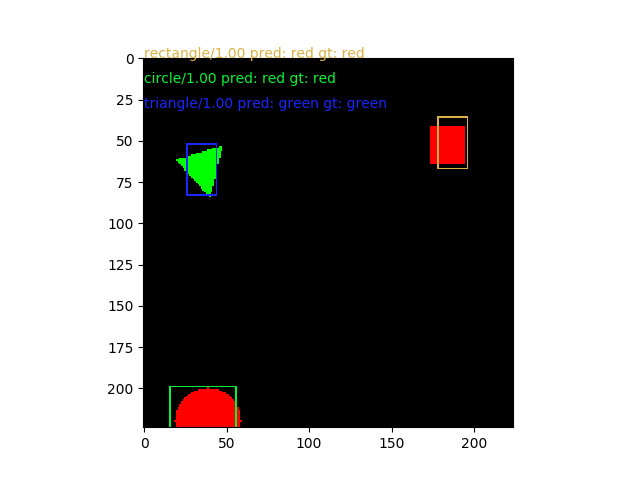 rectangle/1.00 pred: red gt: red
circle/1.00 pred: red gt: red
triangle/1.00 pred: green gt: green
0
25
50
75
100
125
150
175
200
0 50 100 150 200